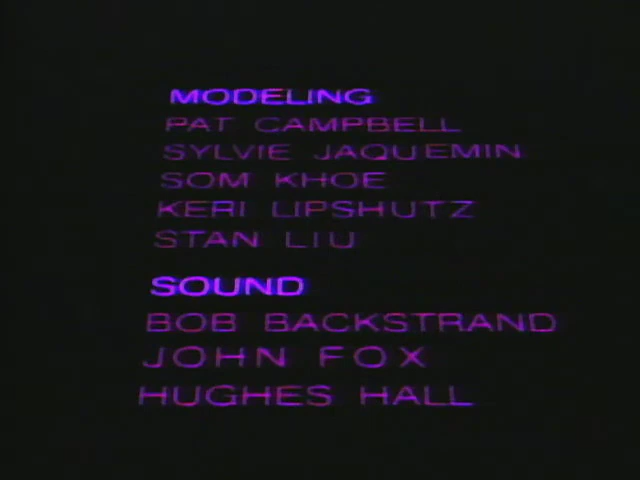 MODELING
PAT CAMPBELL
SYLVIE JAQUEMIN
SOM KHOE
KERI LIPSHUTZ
STAN LIU
SOUND
BOB BACKSTRAND
JOHN FOX
HUGHES HALL